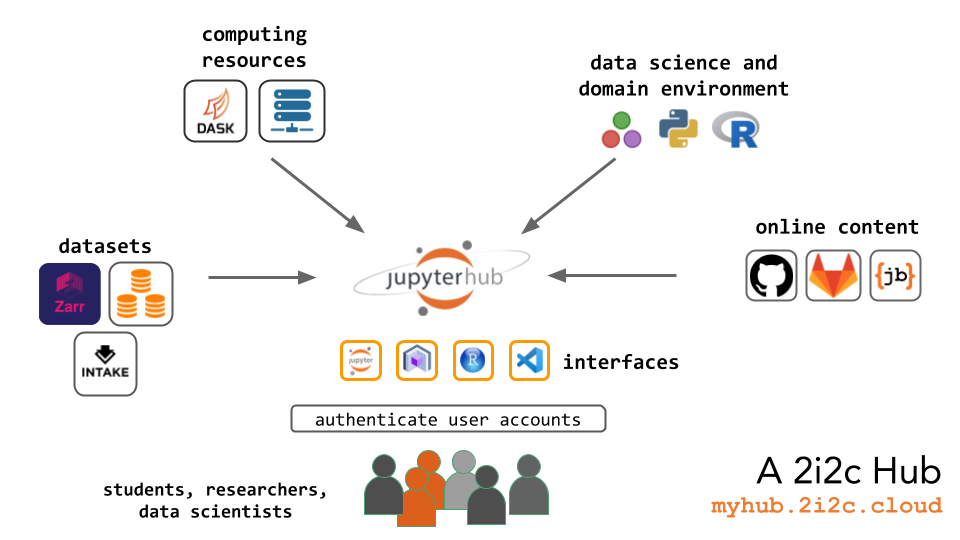 computing
resources
DASK
data science and
domain environment
R
datasets
Zarr
INTAKE
jupyterhub
online content
{jb}
jupyter
R
interfaces
authenticate user accounts
students, researchers,
data scientists
A 2i2c Hub
myhub.2i2c.cloud